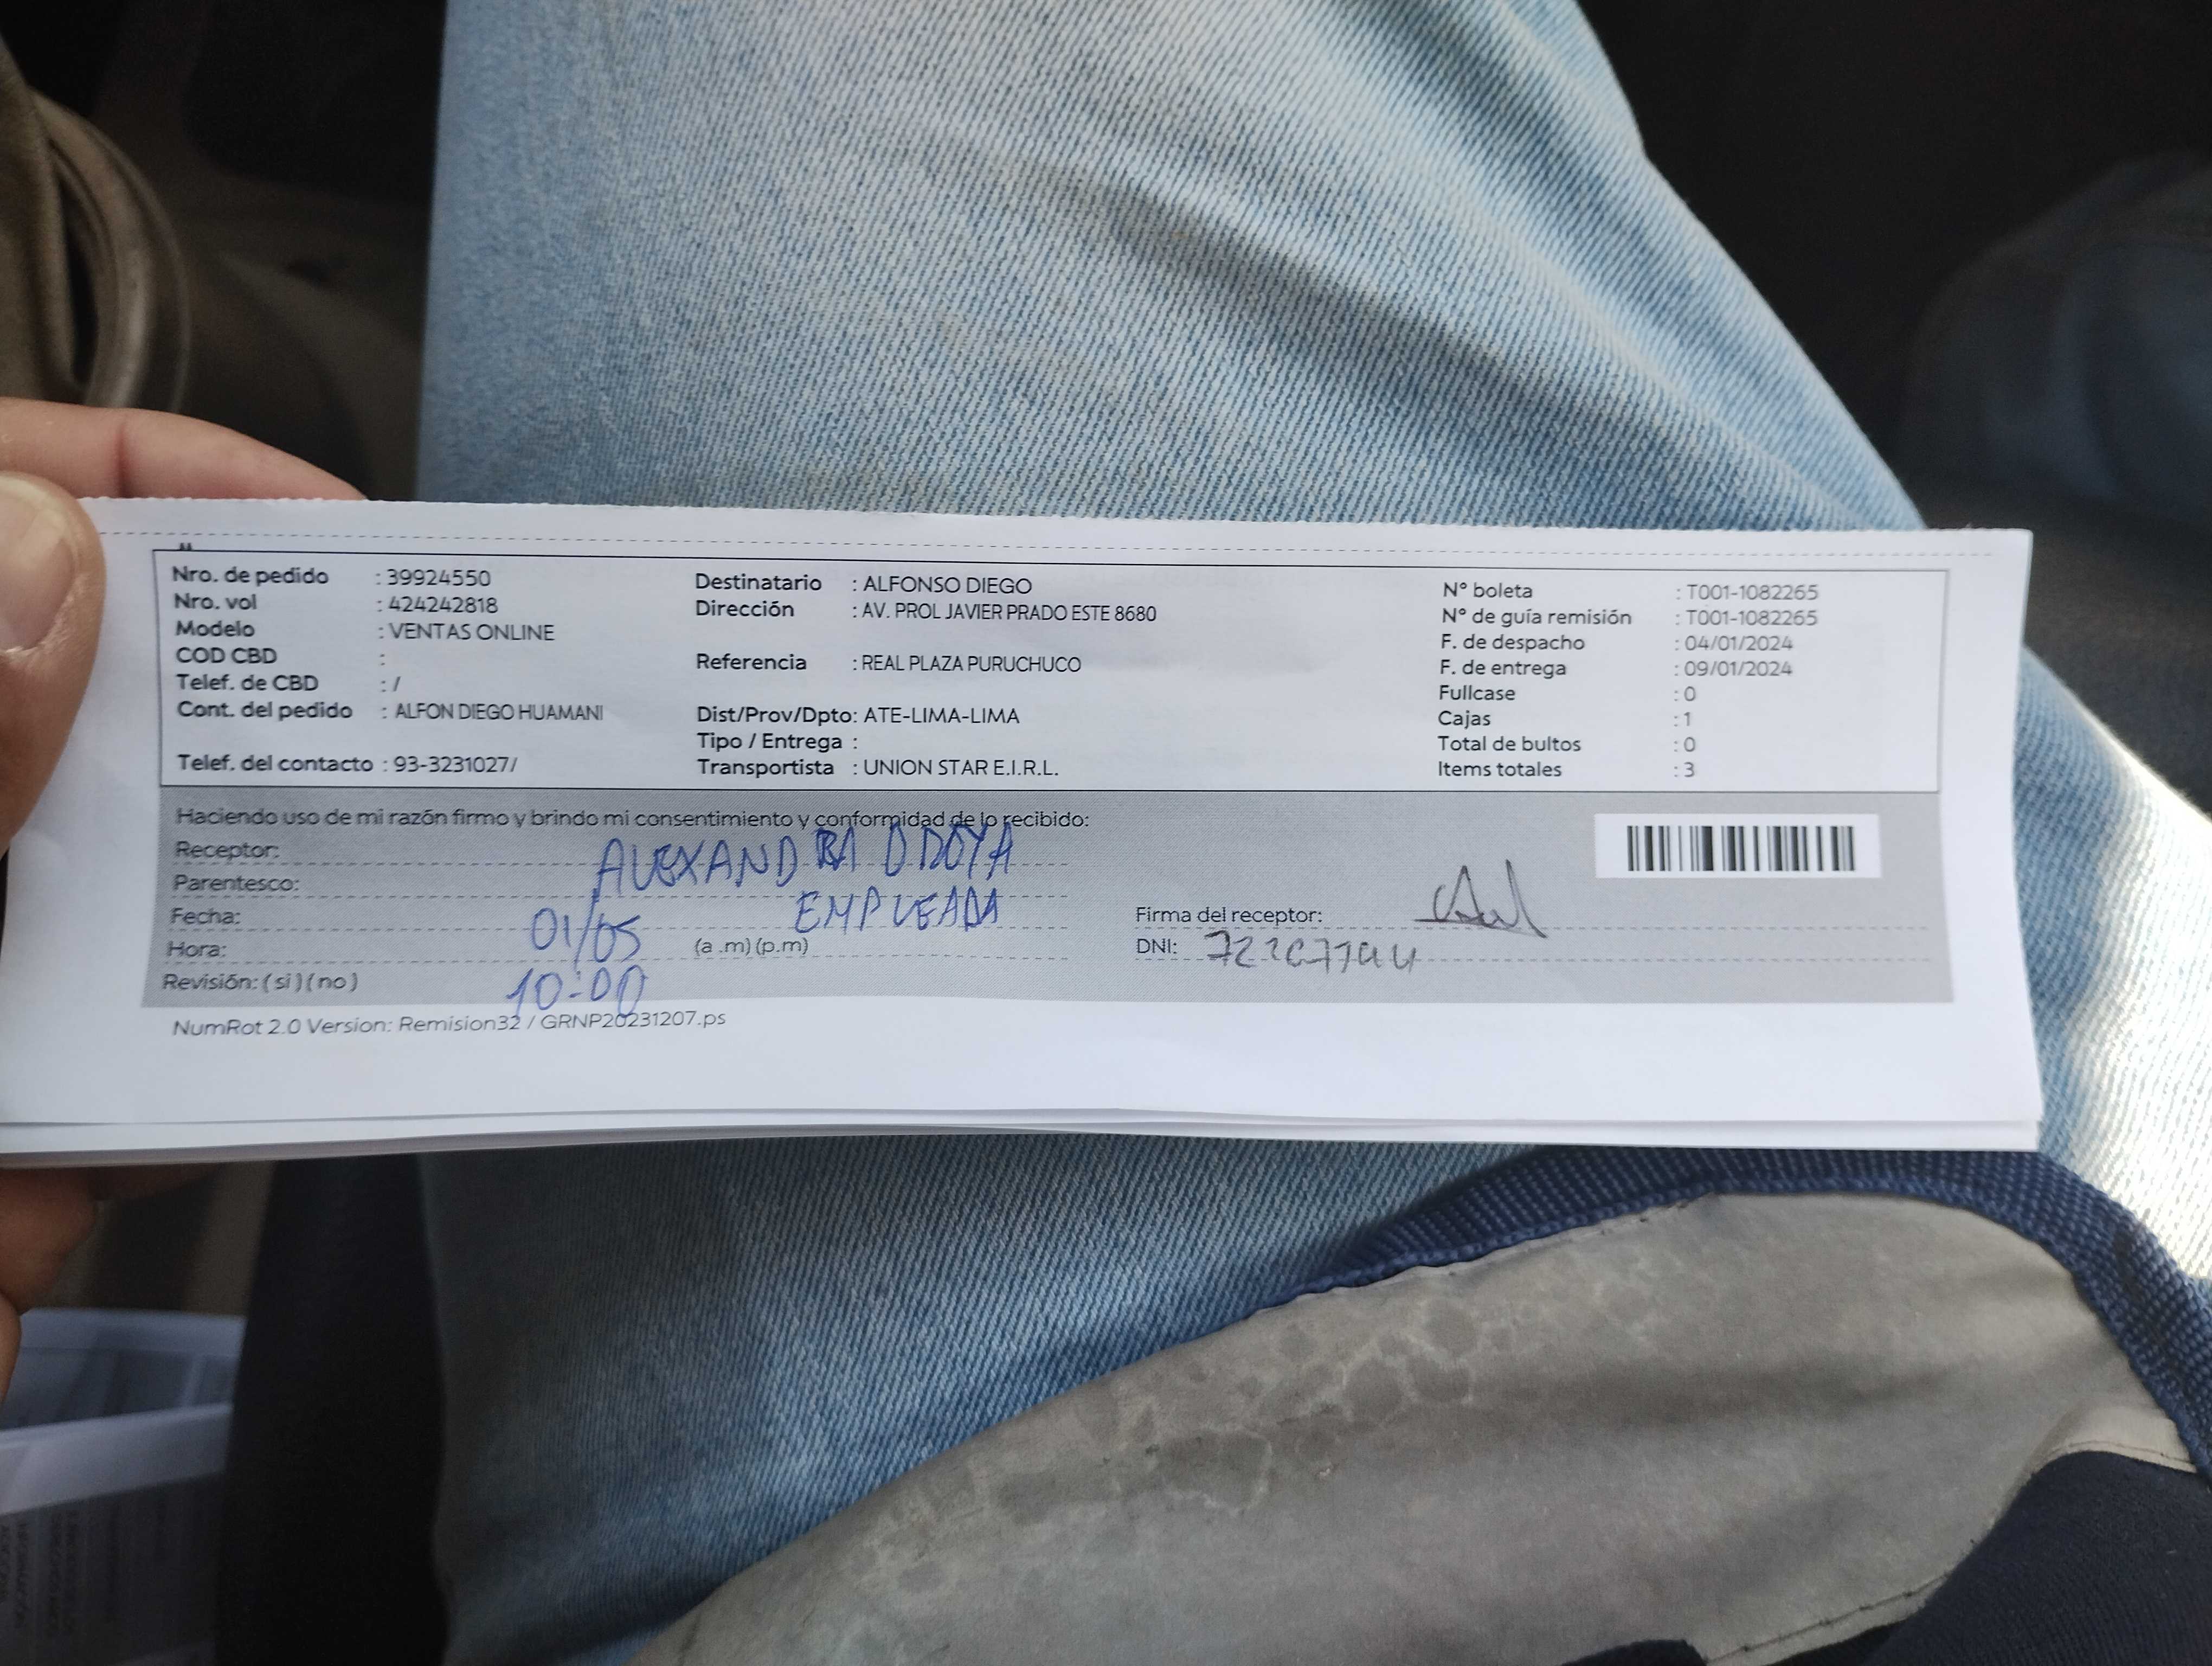 Nro. de pedido : 39924550
Nro. vol : 424242818
Modelo : VENTAS ONLINE
COD CBD :
Telef. de CBD : /
Cont. del pedido : ALFON DIEGO HUAMANI
Telef. del contacto : 93-3231027/
Destinatario : ALFONSO DIEGO
Dirección : AV. PROL JAVIER PRADO ESTE 8680
Referencia : REAL PLAZA PURUCHUCO
Dist/Prov/Dpto: ATE-LIMA-LIMA
Tipo / Entrega :
Transportista : UNION STAR E.I.R.L.
N° boleta : T001-1082265
N° de guía remisión : T001-1082265
F. de despacho : 04/01/2024
F. de entrega : 09/01/2024
Fullcase : 0
Cajas : 1
Total de bultos : 0
Items totales : 3
Haciendo uso de mi razón firmo y brindo mi consentimiento y conformidad de lo recibido:
Receptor: ALEXANDRA
Parentesco: EMPLEADA
Fecha: 01/05
Hora: (a .m) (p.m) 10:00
Revisión: ( si ) ( no )
Firma del receptor:
DNI:
NumRot 2.0 Version: Remision32 / GRNP20231207.ps